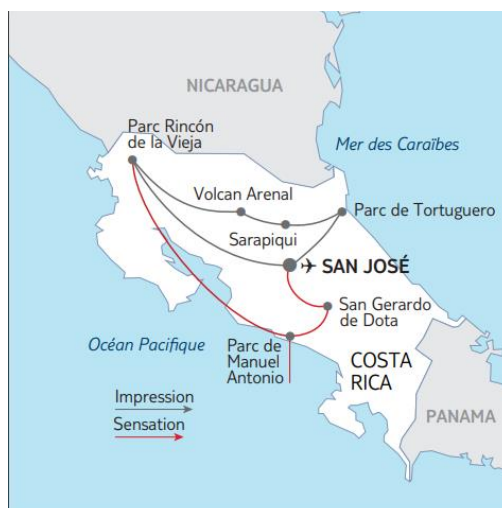 NICARAGUA
Parc Rincón
de la Vieja
Mer des Caraïbes
Volcan Arenal
Parc de Tortuguero
Sarapiqui
SAN JOSÉ
San Gerardo
de Dota
Océan Pacifique
Parc de
Manuel
Antonio
COSTA
RICA
Impression
Sensation
PANAMA